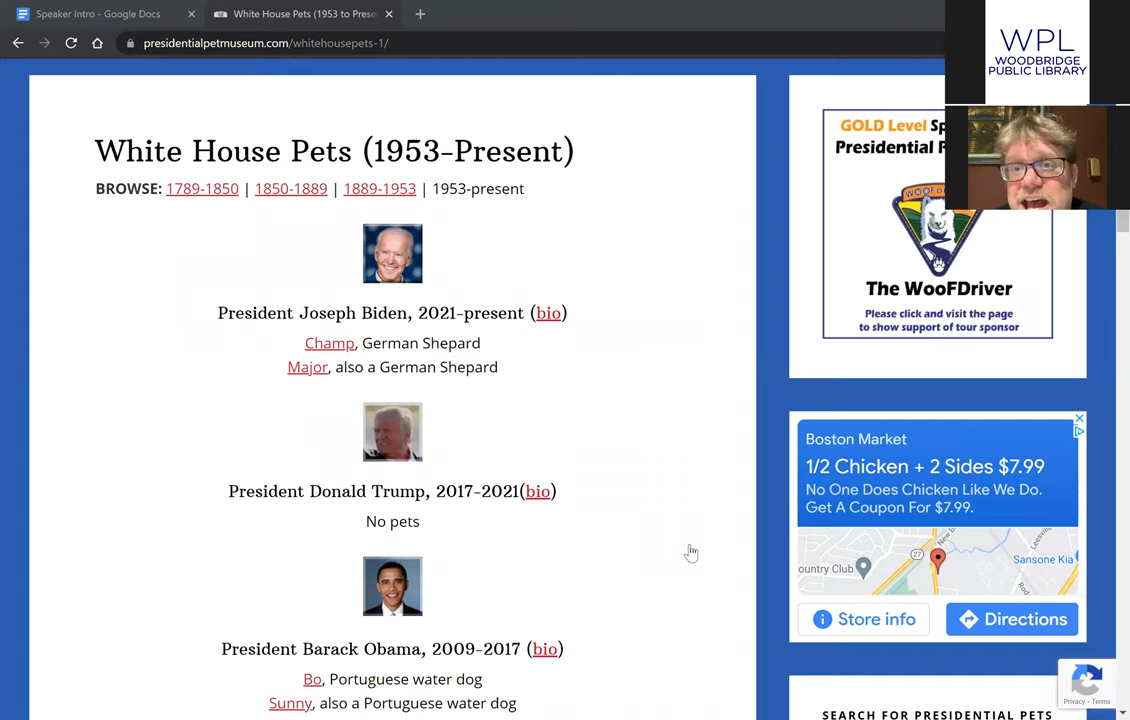 Speaker Intro - Google Docs
White House Pets (1953 to Prese
presidentialpetmuseum.com/whitehousepets-1/
WPL
WOODBRIDGE
PUBLIC LIBRARY
White House Pets (1953-Present)
BROWSE: 1789-1850 | 1850-1889 | 1889-1953 | 1953-present
President Joseph Biden, 2021-present (bio)
Champ, German Shepard
Major, also a German Shepard
President Donald Trump, 2017-2021(bio)
No pets
President Barack Obama, 2009-2017 (bio)
Bo, Portuguese water dog
Sunny, also a Portuguese water dog
GOLD Level Sp
Presidential P
The WooFDriver
Please click and visit the page
to show support of tour sponsor
Boston Market
1/2 Chicken + 2 Sides $7.99
No One Does Chicken Like We Do.
Get A Coupon For $7.99.
ountry Club
27
New
Leesvill
Sansone Kia
Store info
Directions
SEARCH FOR PRESIDENTIAL PETS
Privacy - Terms